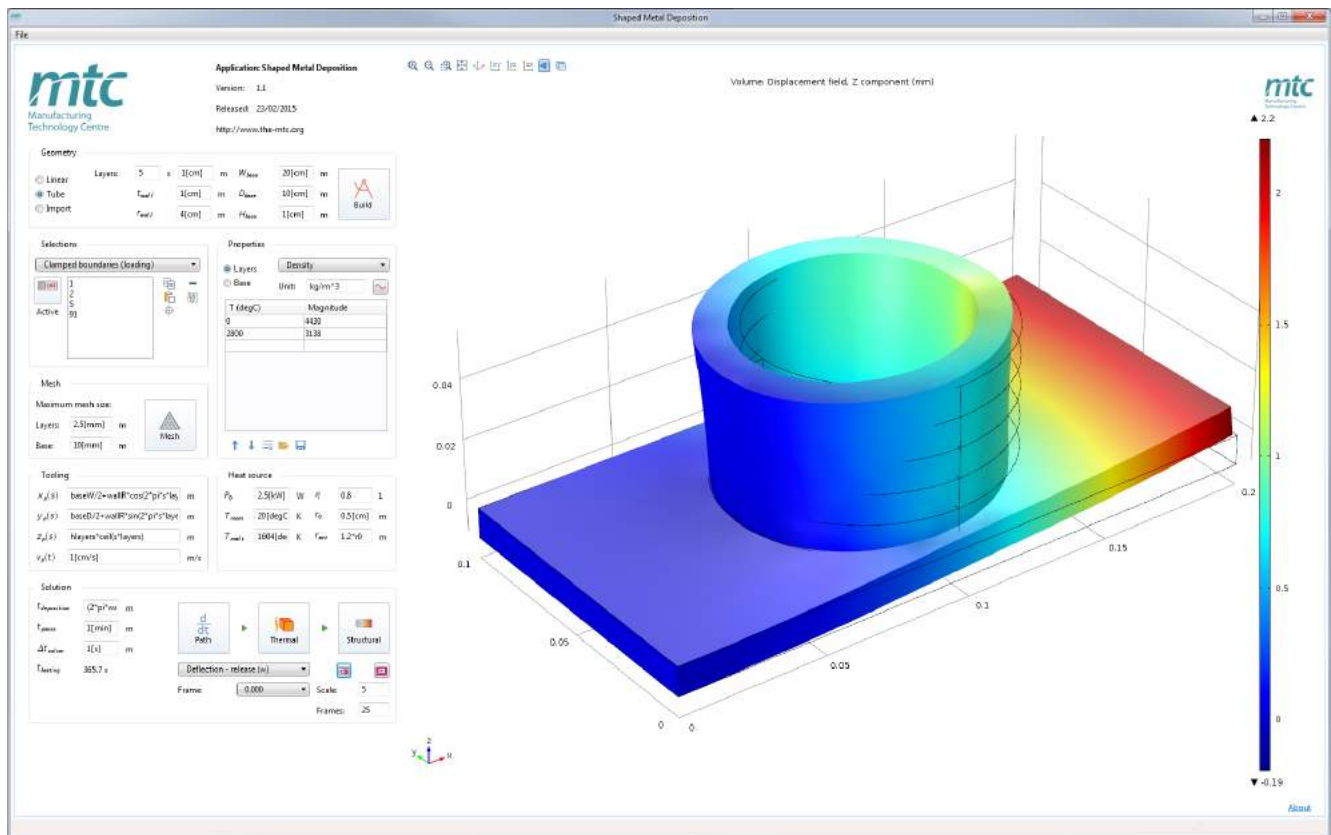 Shaped Metal Deposition
File
mtc
Manufacturing
Technology Centre
Application: Shaped Metal Deposition
Version: 1.1
Released: 23/02/2015
http://www.the-mtc.org
Geometry
Linear
Tube
Import
Layers: 5 x 1[cm] m W_base 20[cm] m
t_wall 1[cm] m D_base 10[cm] m
r_wall 4[cm] m H_base 1[cm] m
Build
Selections
Clamped boundaries (loading)
Active
1
2
5
91
Properties
Layers
Base
Density
Unit: kg/m^3
T (degC) Magnitude
0 4420
2800 3138
Mesh
Maximum mesh size:
Layers: 2.5[mm] m
Base: 10[mm] m
Mesh
Tooling
x_p(s) baseW/2+wallR*cos(2*pi*s*lay m
y_p(s) baseD/2+wallR*sin(2*pi*s*laye m
z_p(s) hlayers*ceil(s*layers) m
v_p(t) 1[cm/s] m/s
Heat source
P_0 2.5[kW] W η 0.8 1
20[degC K r_0 0.5[cm] m
T_melt 1604[de K 1.2*r0 m
Solution
t_deposition (2*pi*w m
1[min] m
1[s] m
365.7 s
d
dt
Path
Thermal
Structural
Deflection - release (w)
Frame: 0.000
Scale: 5
Frames: 25
Volume: Displacement field, Z component (mm)
mtc
Manufacturing
Technology Centre
▲ 2.2
2
1.5
1
0.5
0
▼ -0.19
0.04
0.02
0
0.1
0.05
0
0
0.05
0.1
0.15
0.2
z
y
x
About